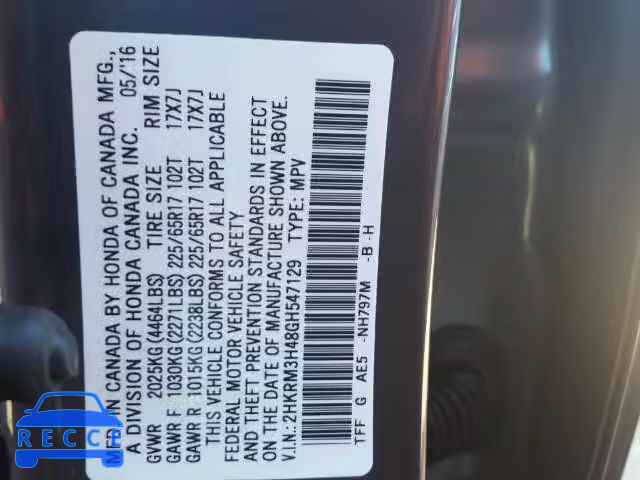 MFD.IN CANADA BY HONDA OF CANADA MFG.,
A DIVISION OF HONDA CANADA INC. 05/'16
GVWR 2025KG(4464LBS) TIRE SIZE RIM SIZE
GAWR F 1030KG(2271LBS) 225/65R17 102T 17X7J
GAWR R 1015KG(2238LBS) 225/65R17 102T 17X7J
THIS VEHICLE CONFORMS TO ALL APPLICABLE
FEDERAL MOTOR VEHICLE SAFETY
AND THEFT PREVENTION STANDARDS IN EFFECT
ON THE DATE OF MANUFACTURE SHOWN ABOVE.
V.I.N.: 2HKRM3H48GH547129 TYPE: MPV
TFF G AE5 -NH797M -B -H
RECCE